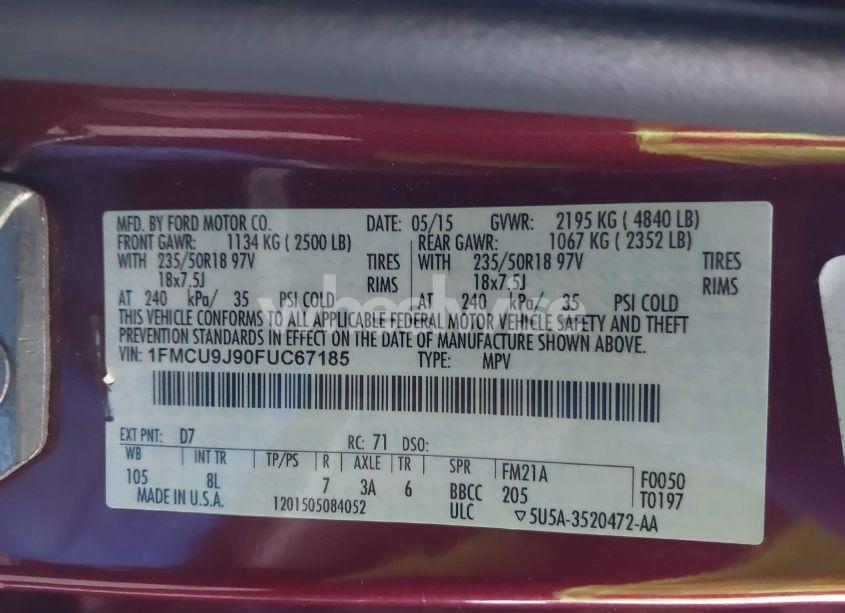 MFD. BY FORD MOTOR CO. DATE: 05/15 GVWR: 2195 KG ( 4840 LB)
FRONT GAWR: 1134 KG ( 2500 LB) REAR GAWR: 1067 KG ( 2352 LB)
WITH 235/50R18 97V TIRES WITH 235/50R18 97V TIRES
18x7.5J RIMS 18x7.5J RIMS
AT 240 kPa/ 35 PSI COLD AT 240 kPa/ 35 PSI COLD
THIS VEHICLE CONFORMS TO ALL APPLICABLE FEDERAL MOTOR VEHICLE SAFETY AND THEFT
PREVENTION STANDARDS IN EFFECT ON THE DATE OF MANUFACTURE SHOWN ABOVE.
VIN: 1FMCU9J90FUC67185 TYPE: MPV
EXT PNT: D7 RC: 71 DSO:
WB INT TR TP/PS R AXLE TR SPR FM21A F0050
105 8L 7 3A 6 BBCC 205 T0197
MADE IN U.S.A. 1201505084052 ULC ▽5U5A-3520472-AA